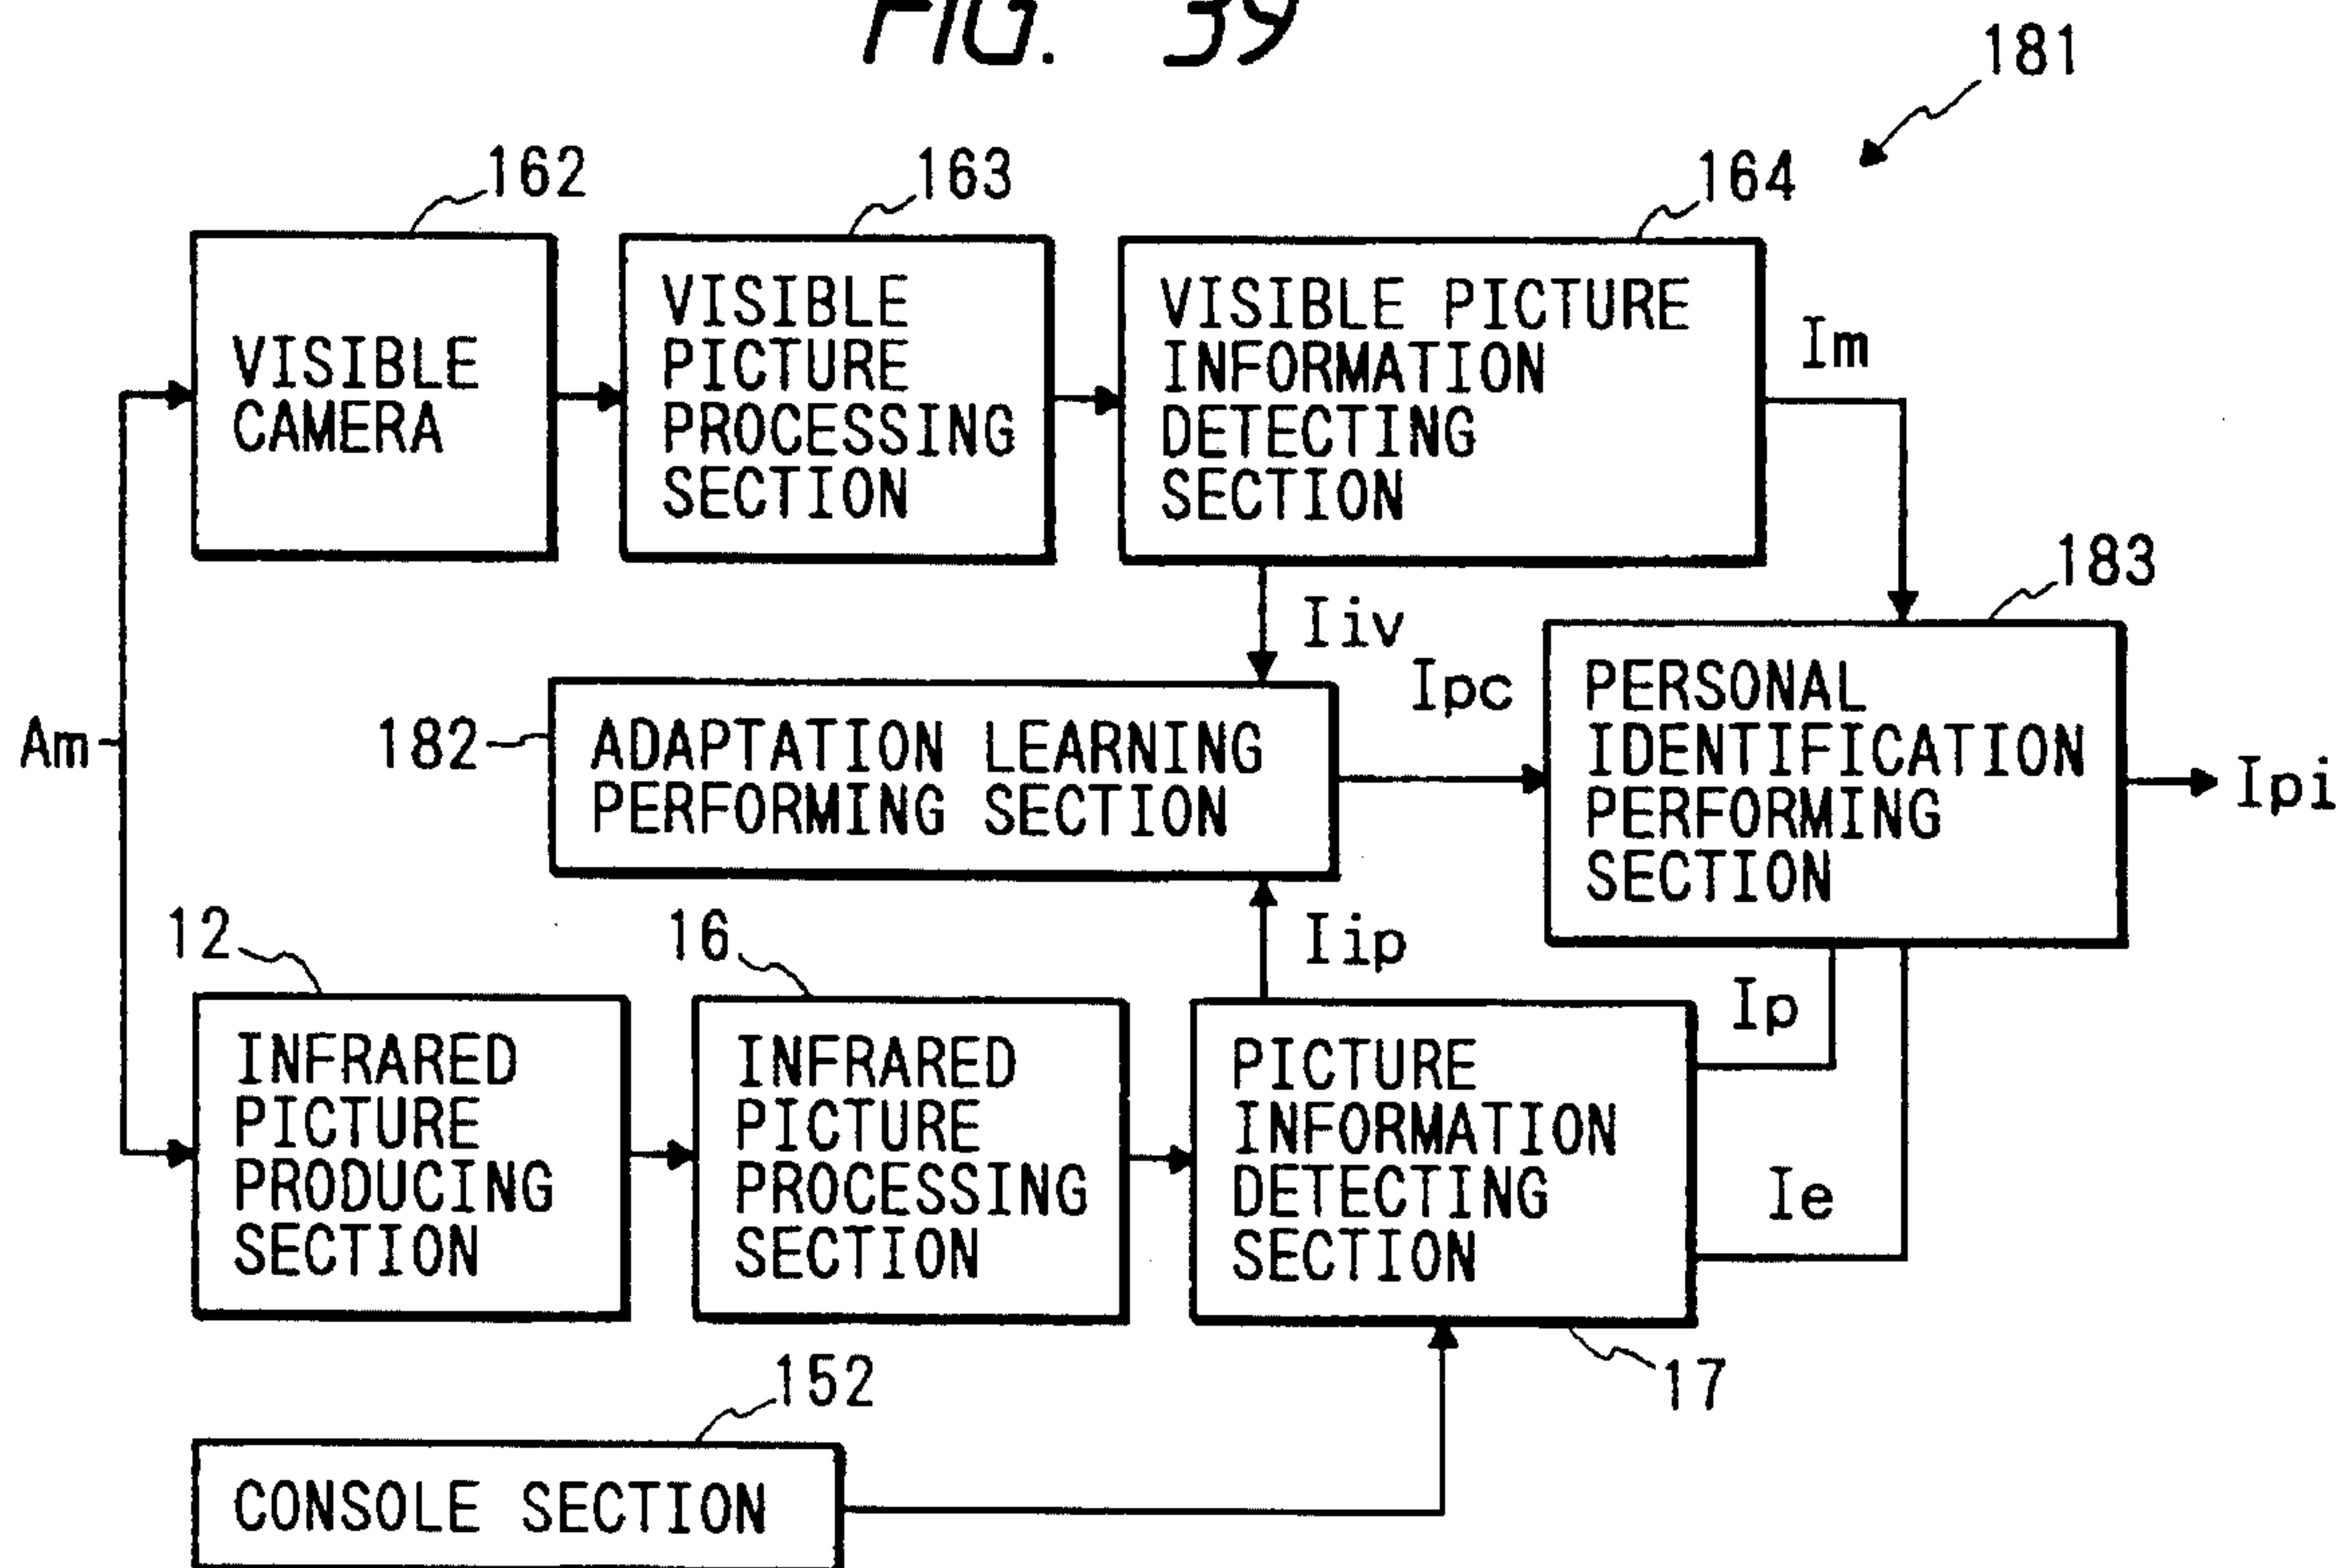 FIG. 39
181
162
163
164
VISIBLE
CAMERA
VISIBLE
PICTURE
PROCESSING
SECTION
VISIBLE PICTURE
INFORMATION
DETECTING
SECTION
Im
183
Iiv
Ipc
182
ADAPTATION LEARNING
PERFORMING SECTION
PERSONAL
IDENTIFICATION
PERFORMING
SECTION
Am
Ipi
12
16
Iip
Ip
INFRARED
PICTURE
PRODUCING
SECTION
INFRARED
PICTURE
PROCESSING
SECTION
PICTURE
INFORMATION
DETECTING
SECTION
Ie
152
17
CONSOLE SECTION